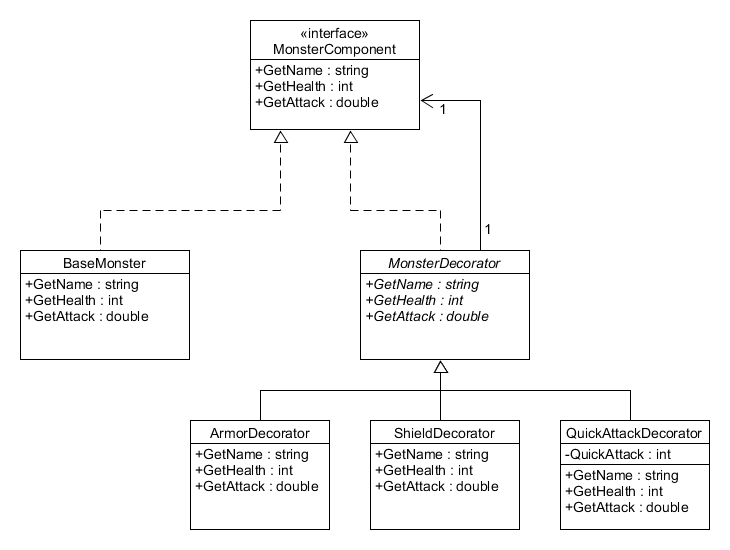 «interface»
MonsterComponent
+GetName : string
+GetHealth : int
+GetAttack : double
1
1
BaseMonster
+GetName : string
+GetHealth : int
+GetAttack : double
MonsterDecorator
+GetName : string
+GetHealth : int
+GetAttack : double
ArmorDecorator
+GetName : string
+GetHealth : int
+GetAttack : double
ShieldDecorator
+GetName : string
+GetHealth : int
+GetAttack : double
QuickAttackDecorator
-QuickAttack : int
+GetName : string
+GetHealth : int
+GetAttack : double